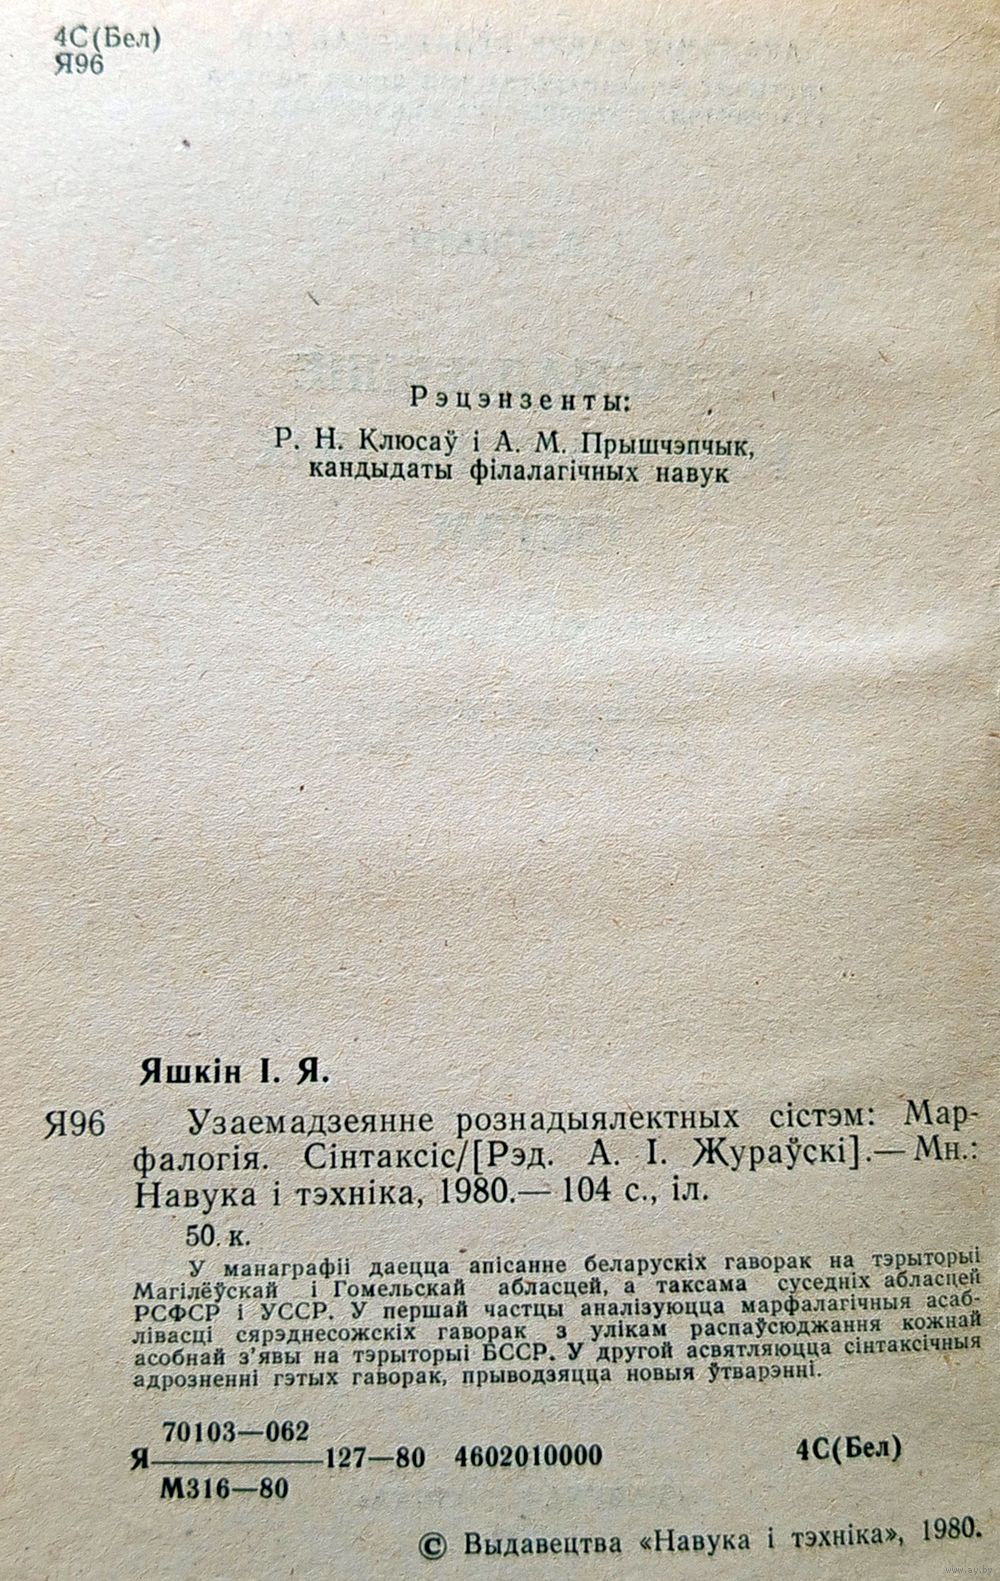 4С(Бел)
Я96
Рэцэнзенты:
Р. Н. Клюсаў і А. М. Прышчэпчык,
кандыдаты філалагічных навук
Яшкін І. Я.
Я96 Узаемадзеянне рознадыялектных сістэм: Мар-
фалогія. Сінтаксіс/[Рэд. А. І. Жураўскі].— Мн.:
Навука і тэхніка, 1980.— 104 с., іл.
50. к.
У манаграфіі даецца апісанне беларускіх гаворак на тэрыторыі
Магілёўскай і Гомельскай абласцей, а таксама суседніх абласцей
РСФСР і УССР. У першай частцы аналізуюцца марфалагічныя асаб-
лівасці сярэднесожскіх гаворак з улікам распаўсюджання кожнай
асобнай з'явы на тэрыторыі БССР. У другой асвятляюцца сінтаксічныя
адрозненні гэтых гаворак, прыводзяцца новыя ўтварэнні.
70103—062
Я———127—80 4602010000 4С(Бел)
М316—80
© Выдавецтва «Навука і тэхніка», 1980.
www.ay.by